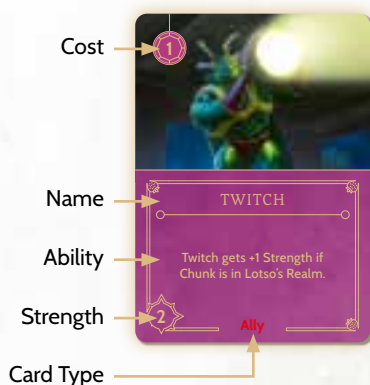 Cost
1
Name
TWITCH
Ability
Twitch gets +1 Strength if
Chunk is in Lotso's Realm.
Strength
2
Ally
Card Type